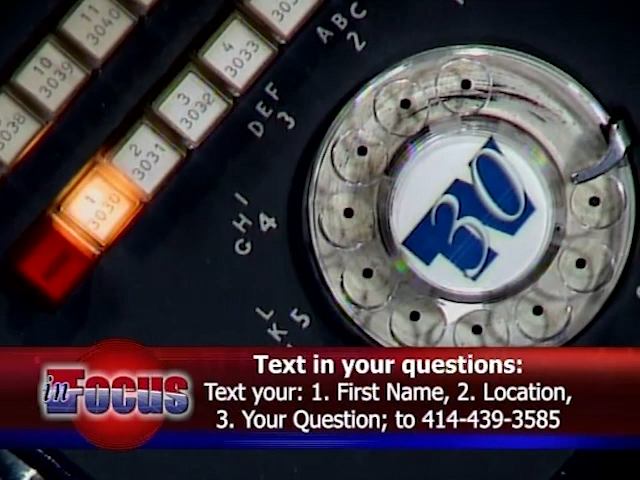 11
3040
10
3039
3038
4
3033
3
3032
2
3031
1
3030
ABC
2
DEF
3
GHI
4
L
K 5
30
in Focus
Text in your questions:
Text your: 1. First Name, 2. Location,
3. Your Question; to 414-439-3585